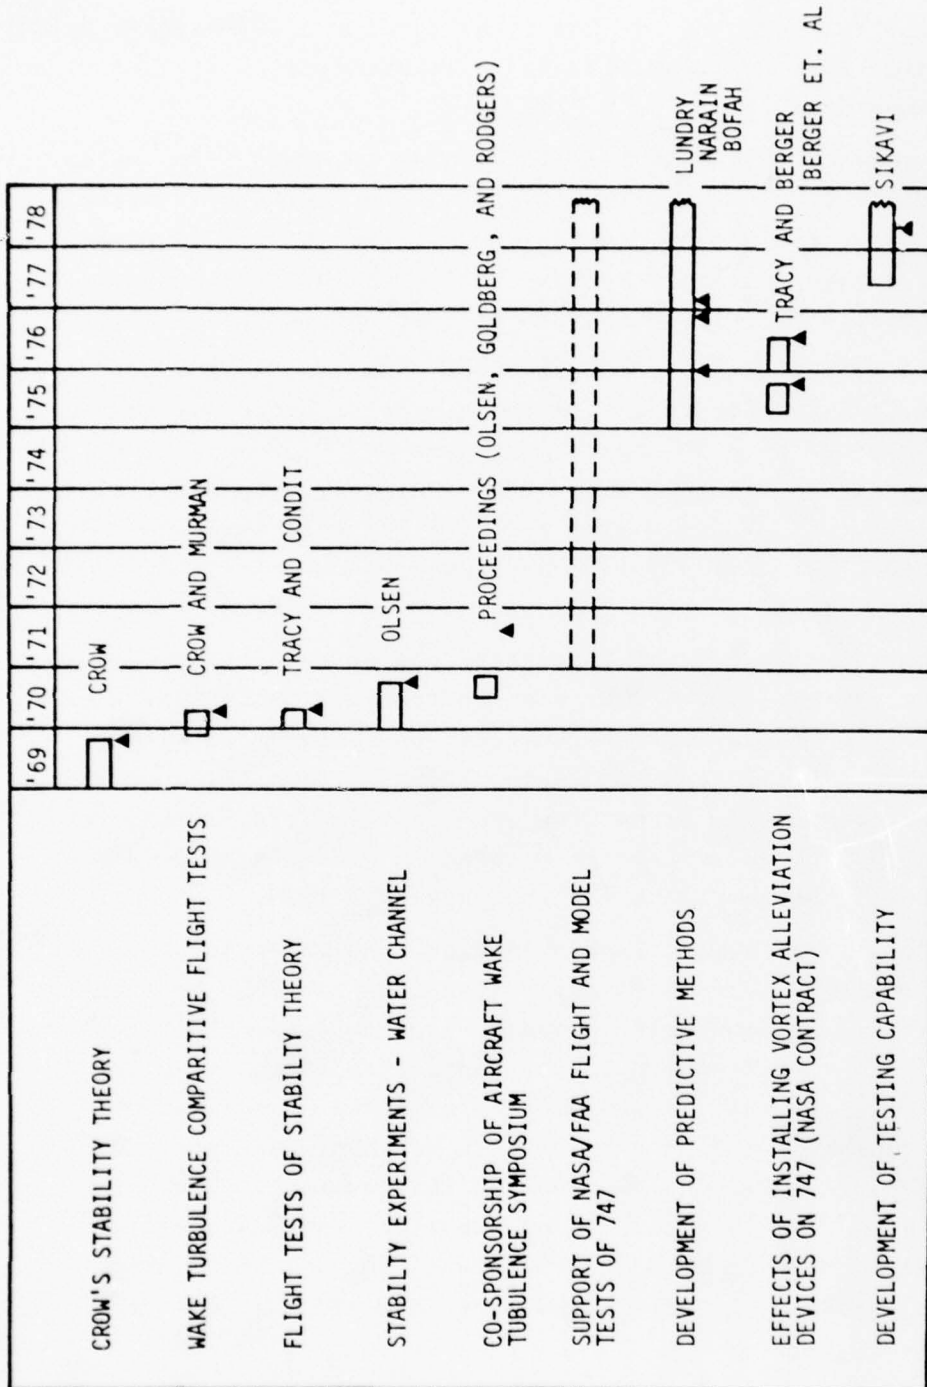 '69 '70 '71 '72 '73 '74 '75 '76 '77 '78
CROW'S STABILITY THEORY
CROW
WAKE TURBULENCE COMPARITIVE FLIGHT TESTS
CROW AND MURMAN
FLIGHT TESTS OF STABILTY THEORY
TRACY AND CONDIT
STABILTY EXPERIMENTS - WATER CHANNEL
OLSEN
CO-SPONSORSHIP OF AIRCRAFT WAKE
TUBULENCE SYMPOSIUM
PROCEEDINGS (OLSEN, GOLDBERG, AND RODGERS)
SUPPORT OF NASA/FAA FLIGHT AND MODEL
TESTS OF 747
DEVELOPMENT OF PREDICTIVE METHODS
LUNDRY
NARAIN
BOFAH
EFFECTS OF INSTALLING VORTEX ALLEVIATION
DEVICES ON 747 (NASA CONTRACT)
TRACY AND BERGER
BERGER ET. AL
DEVELOPMENT OF TESTING CAPABILITY
SIKAVI